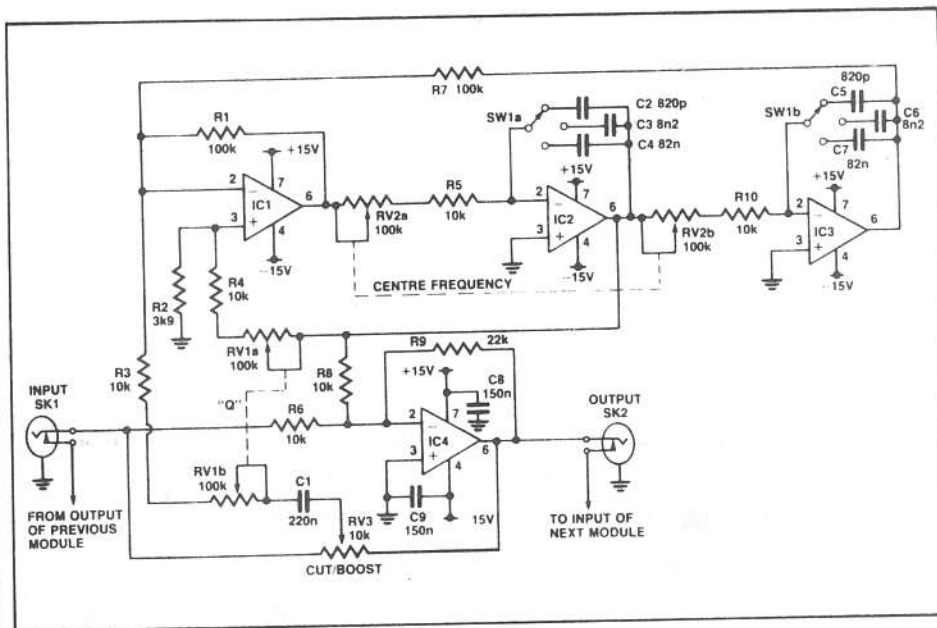 R7 100k
820p
C5
SW1b
C6
8n2
C7
82n
R1
100k
+15V
SW1a
C2 820p
C3 8n2
C4 82n
+15V
+15V
2
7
IC1
6
3
4
-15V
RV2a
100k
R5
10k
2
7
IC2
6
3
4
-15V
RV2b
100k
R10
10k
2
7
IC3
6
3
4
-15V
CENTRE FREQUENCY
R2
3k9
R4
10k
RV1a
100k
R9
22k
R8
10k
+15V
C8
150n
R3
10k
"Q"
INPUT
SK1
R6
10k
2
7
IC4
6
3
4
OUTPUT
SK2
RV1b
100k
C1
220n
RV3
10k
C9
150n
15V
FROM OUTPUT
OF PREVIOUS
MODULE
TO INPUT OF
NEXT MODULE
CUT/BOOST